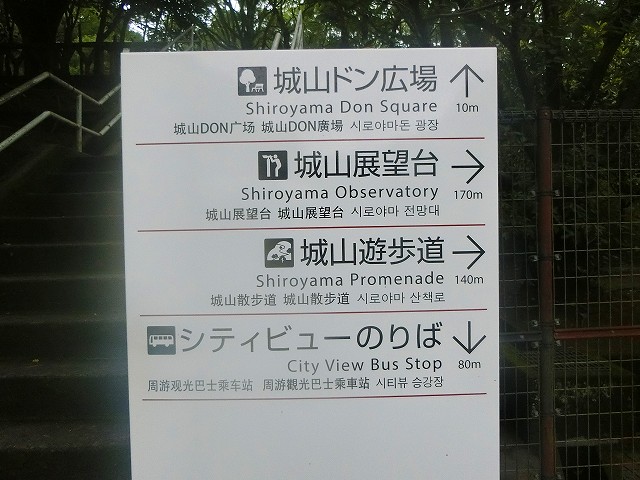 城山ドン広場
Shiroyama Don Square 10m
城山DON广场 城山DON廣場 시로야마돈 광장
城山展望台
Shiroyama Observatory 170m
城山展望台 城山展望台 시로야마 전망대
城山遊歩道
Shiroyama Promenade 140m
城山散步道 城山散步道 시로야마 산책로
シティビューのりば
City View Bus Stop 80m
周游观光巴士乘车站 周游觀光巴士乘車站 시티뷰 승강장